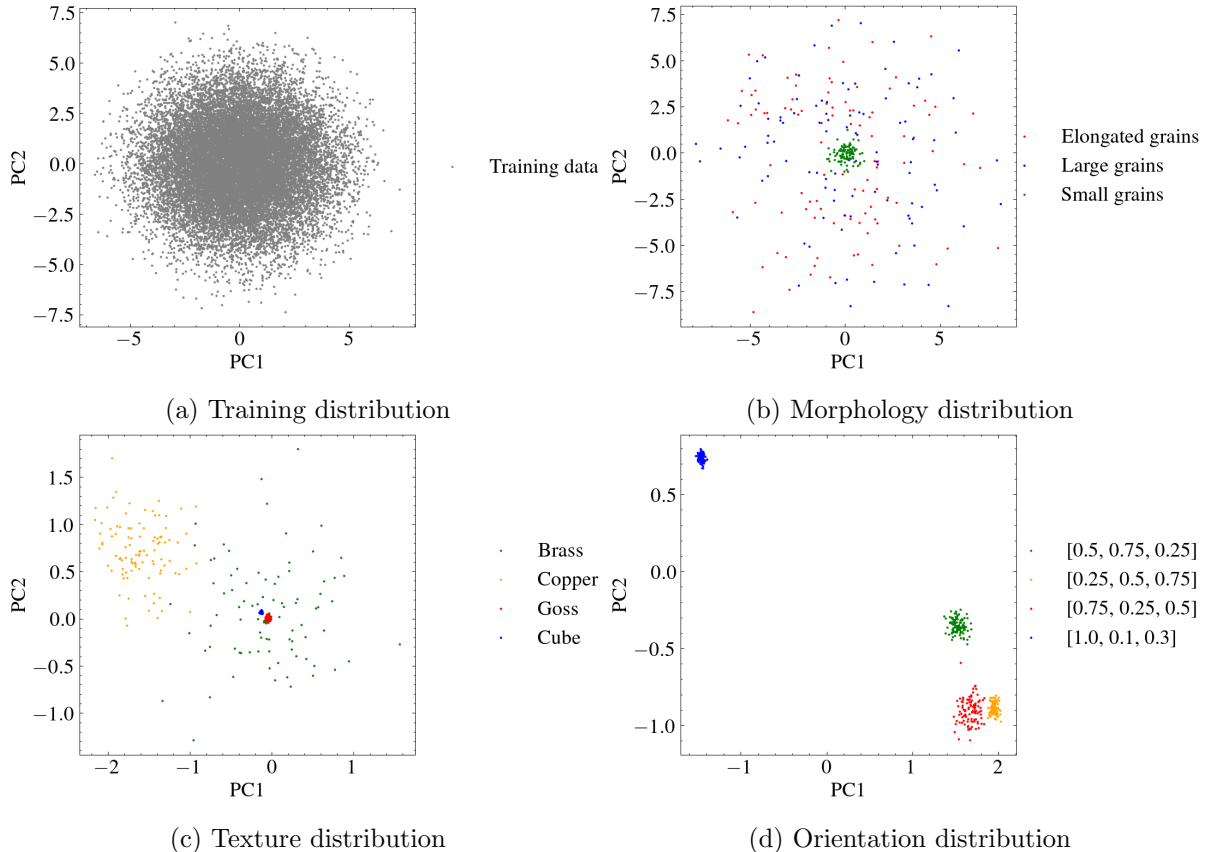 7.5
5.0
2.5
0.0
−2.5
−5.0
−7.5
PC2
−5
0
5
PC1
Training data
(a) Training distribution
7.5
5.0
2.5
0.0
−2.5
−5.0
−7.5
PC2
−5
0
5
PC1
Elongated grains
Large grains
Small grains
(b) Morphology distribution
1.5
1.0
0.5
0.0
−0.5
−1.0
PC2
−2
−1
0
1
PC1
Brass
Copper
Goss
Cube
(c) Texture distribution
0.5
0.0
−0.5
−1.0
PC2
−1
0
1
2
PC1
[0.5, 0.75, 0.25]
[0.25, 0.5, 0.75]
[0.75, 0.25, 0.5]
[1.0, 0.1, 0.3]
(d) Orientation distribution